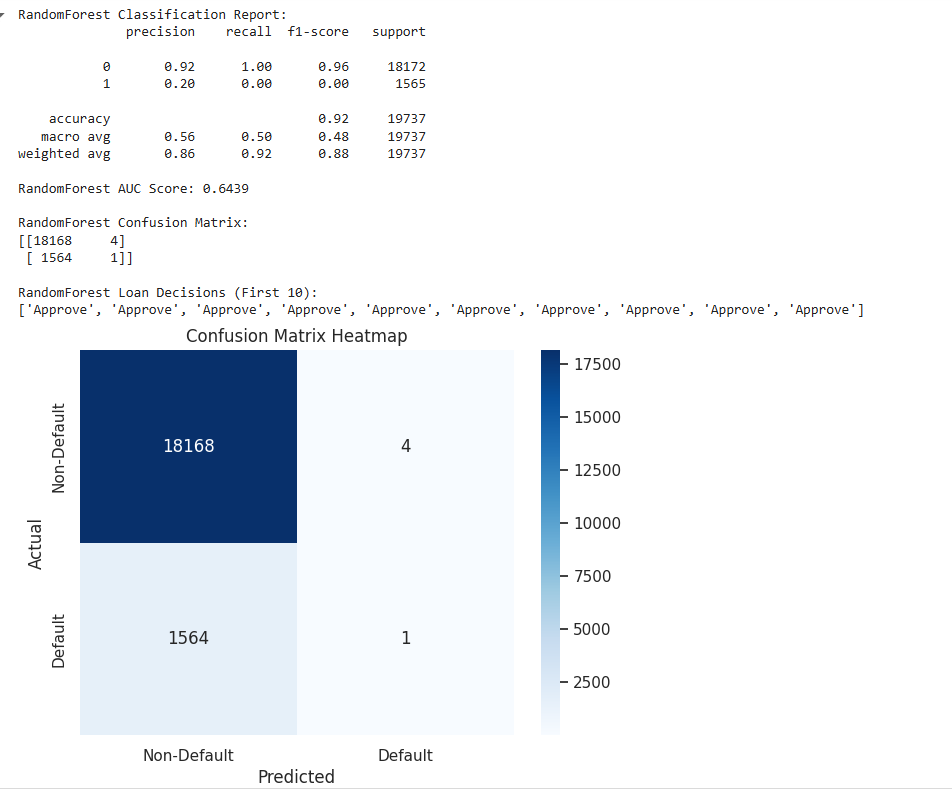 RandomForest Classification Report:
precision recall f1-score support
0 0.92 1.00 0.96 18172
1 0.20 0.00 0.00 1565
accuracy 0.92 19737
macro avg 0.56 0.50 0.48 19737
weighted avg 0.86 0.92 0.88 19737
RandomForest AUC Score: 0.6439
RandomForest Confusion Matrix:
[[18168 4]
[ 1564 1]]
RandomForest Loan Decisions (First 10):
['Approve', 'Approve', 'Approve', 'Approve', 'Approve', 'Approve', 'Approve', 'Approve', 'Approve', 'Approve']
Confusion Matrix Heatmap
17500
15000
12500
10000
7500
5000
2500
Actual
Non-Default
18168 4
Default
1564 1
Non-Default Default
Predicted